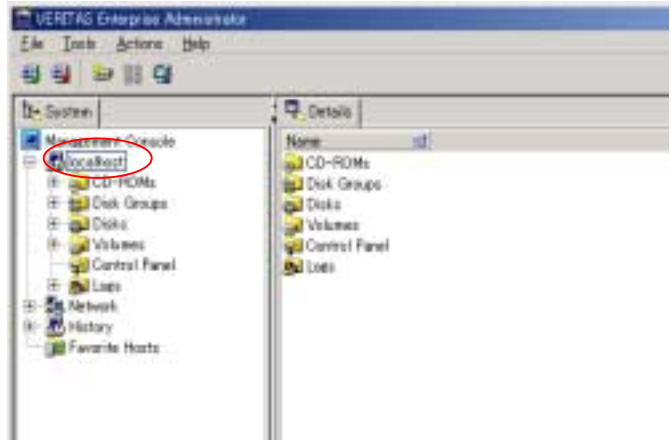 VERITAS Enterprise Administrator
File Tools Actions Help
System
Details
Management Console
localhost
CD-ROMs
Disk Groups
Disks
Volumes
Control Panel
Logs
Network
History
Favorite Hosts
Name
CD-ROMs
Disk Groups
Disks
Volumes
Control Panel
Logs